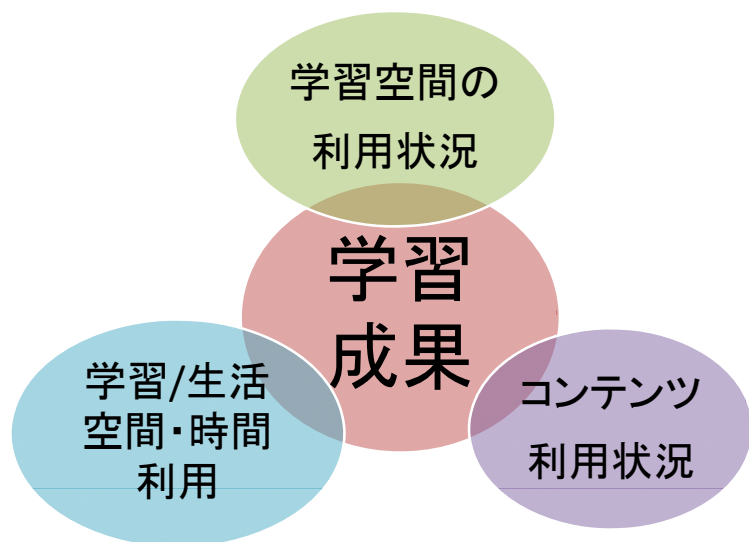 学習空間の
利用状況
学習
成果
学習/生活
空間・時間
利用
コンテンツ
利用状況